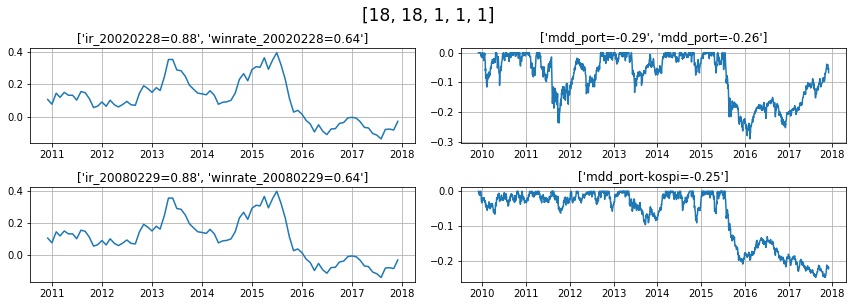 [18, 18, 1, 1, 1]
['ir_20020228=0.88', 'winrate_20020228=0.64']
0.4
0.2
0.0
2011 2012 2013 2014 2015 2016 2017 2018
['mdd_port=-0.29', 'mdd_port=-0.26']
0.0
−0.1
−0.2
−0.3
2010 2011 2012 2013 2014 2015 2016 2017 2018
['ir_20080229=0.88', 'winrate_20080229=0.64']
0.4
0.2
0.0
2011 2012 2013 2014 2015 2016 2017 2018
['mdd_port-kospi=-0.25']
0.0
−0.1
−0.2
2010 2011 2012 2013 2014 2015 2016 2017 2018